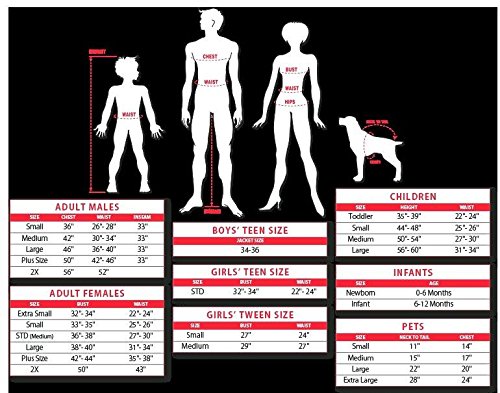 HEIGHT
CHEST
WAIST
INSEAM
BUST
WAIST
HIPS
WAIST
NECK TO TAIL
CHEST
ADULT MALES
SIZE CHEST WAIST INSEAM
Small 36" 26"- 28" 33"
Medium 42" 30"- 34" 33"
Large 46" 36"- 40" 33"
Plus Size 50" 42"- 46" 33"
2X 56" 52"
ADULT FEMALES
SIZE BUST WAIST
Extra Small 32"- 34" 22"- 24"
Small 33"- 35" 25"- 26"
STD (Medium) 36"- 38" 27"- 30"
Large 38"- 40" 31"- 34"
Plus Size 42"- 44" 35"- 38"
2X 50" 43"
BOYS' TEEN SIZE
JACKET SIZE
34-36
GIRLS' TEEN SIZE
SIZE BUST WAIST
STD 32"- 34" 22"- 24"
GIRLS' TWEEN SIZE
SIZE BUST WAIST
Small 27" 24"
Medium 29" 27"
CHILDREN
SIZE HEIGHT WAIST
Toddler 35"- 39" 22"- 24"
Small 44"- 48" 25"- 26"
Medium 50"- 54" 27"- 30"
Large 56"- 60" 31"- 34"
INFANTS
SIZE AGE
Newborn 0-6 Months
Infant 6-12 Months
PETS
SIZE NECK TO TAIL CHEST
Small 11" 14"
Medium 15" 17"
Large 22" 20"
Extra Large 28" 24"